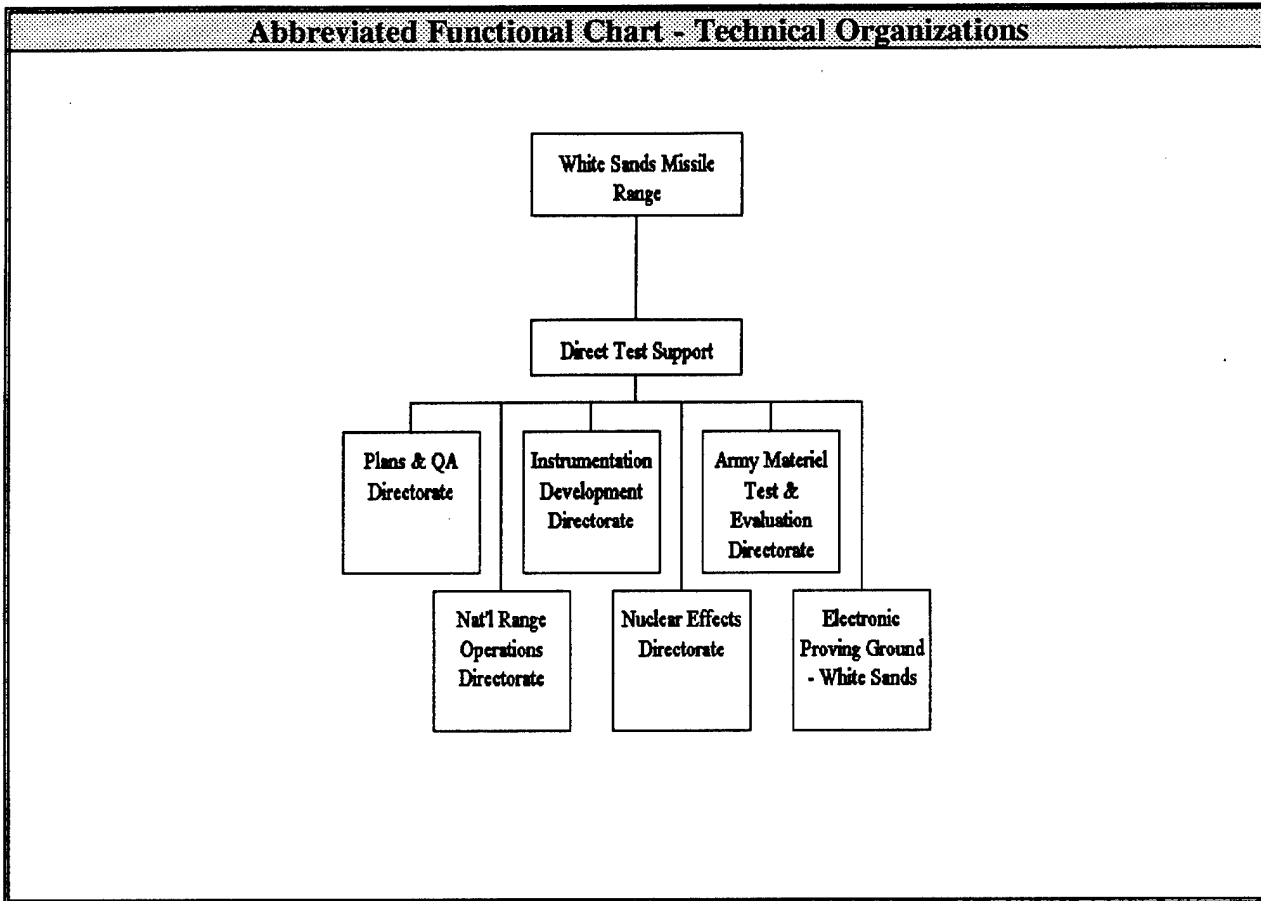 Abbreviated Functional Chart - Technical Organizations
White Sands Missile
Range
Direct Test Support
Plans & QA
Directorate
Instrumentation
Development
Directorate
Army Materiel
Test &
Evaluation
Directorate
Nat'l Range
Operations
Directorate
Nuclear Effects
Directorate
Electronic
Proving Ground
- White Sands